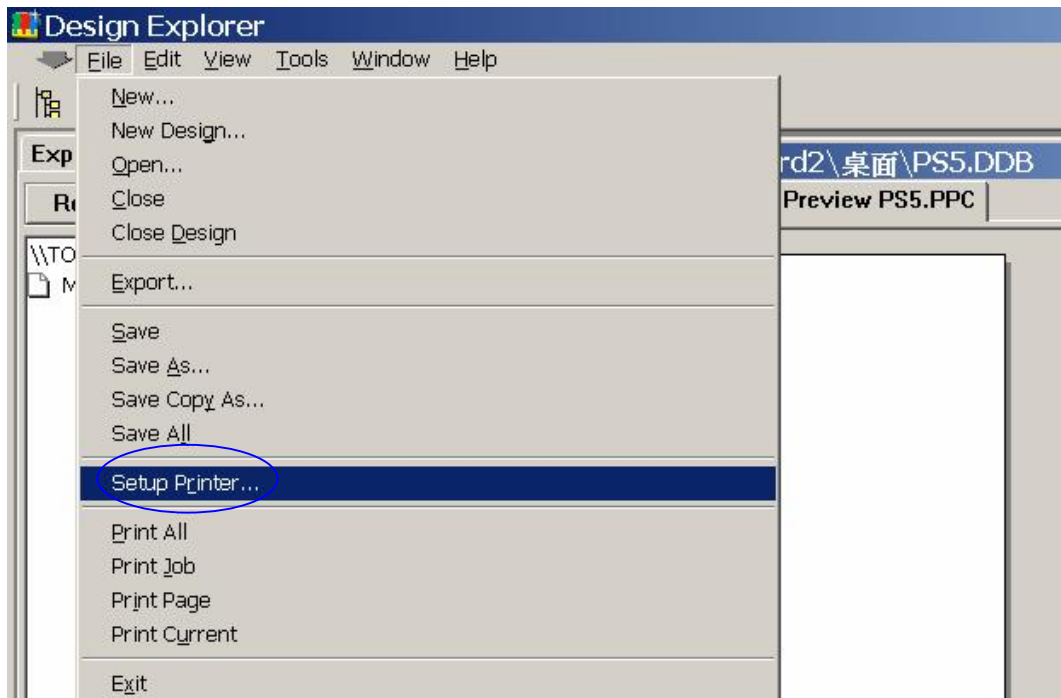 Design Explorer
File Edit View Tools Window Help
New...
New Design...
Exp
rd2\桌面\PS5.DDB
Open...
Close
Preview PS5.PPC
Close Design
\\TO
Export...
Save
Save As...
Save Copy As...
Save All
Setup Printer...
Print All
Print Job
Print Page
Print Current
Exit